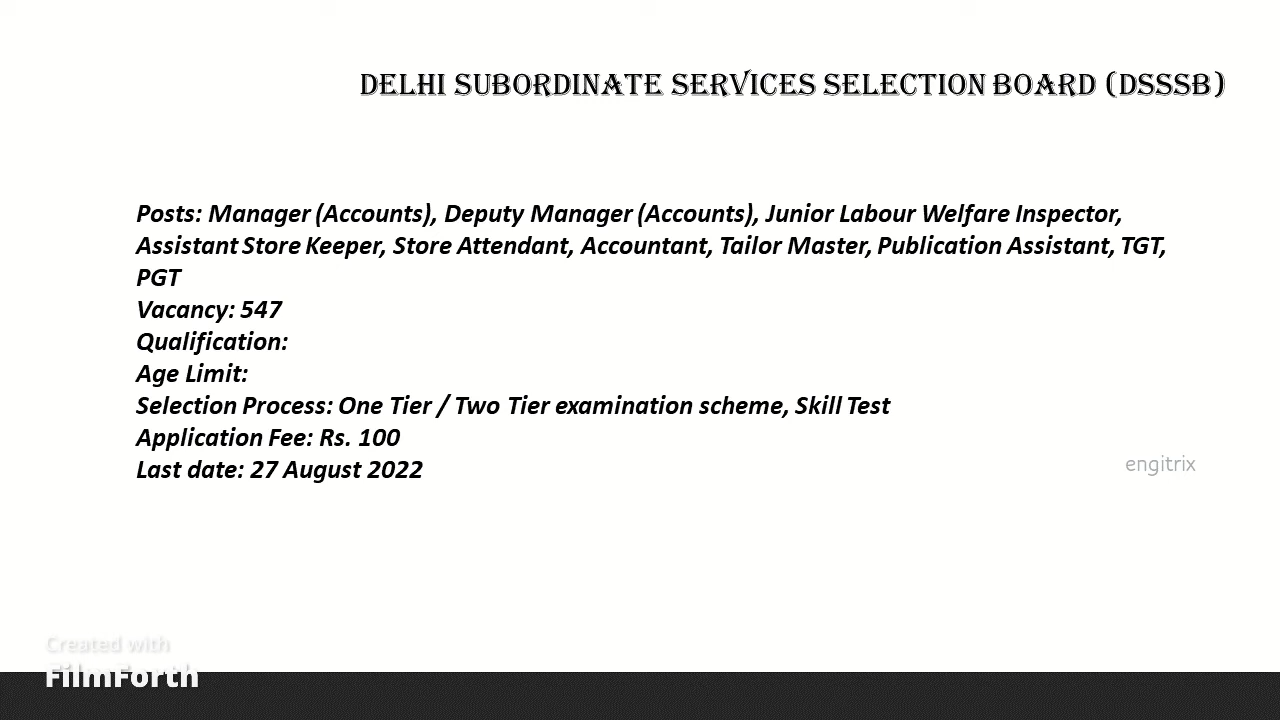 DELHI SUBORDINATE SERVICES SELECTION BOARD (DSSSB)
Posts: Manager (Accounts), Deputy Manager (Accounts), Junior Labour Welfare Inspector,
Assistant Store Keeper, Store Attendant, Accountant, Tailor Master, Publication Assistant, TGT,
PGT
Vacancy: 547
Qualification:
Age Limit:
Selection Process: One Tier / Two Tier examination scheme, Skill Test
Application Fee: Rs. 100
Last date: 27 August 2022
engitrix
Created with
FilmForth